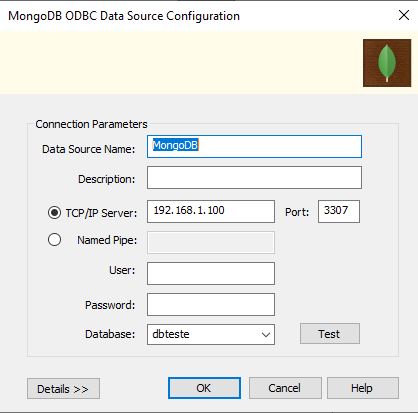 MongoDB ODBC Data Source Configuration
Connection Parameters
Data Source Name: MongoDB
Description:
TCP/IP Server: 192.168.1.100 Port: 3307
Named Pipe:
User:
Password:
Database: dbteste Test
Details >> OK Cancel Help